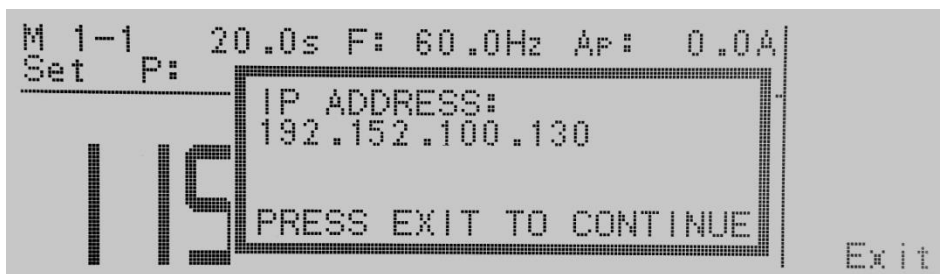 M 1-1 20.0s F: 60.0Hz AP: 0.0A
Set P:
IP ADDRESS:
192.152.100.130
115
PRESS EXIT TO CONTINUE
Exit